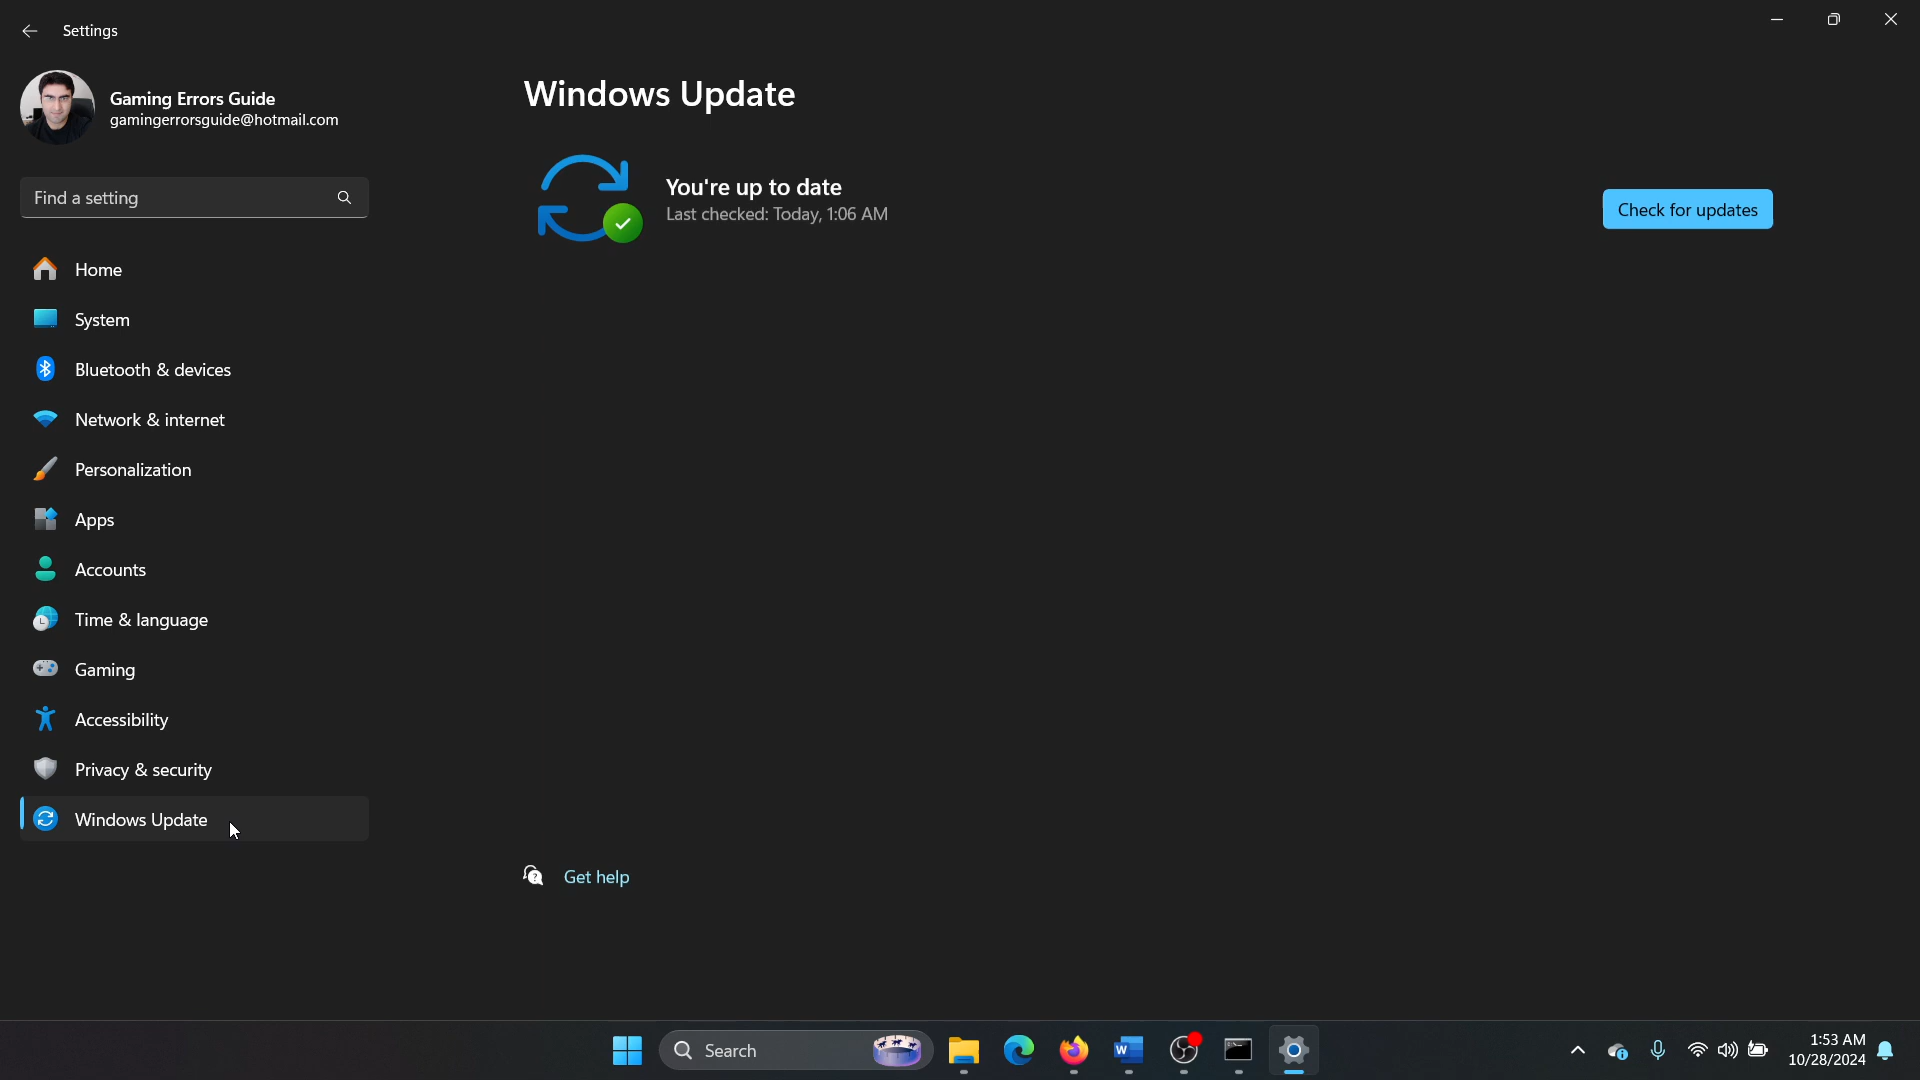 Settings
Gaming Errors Guide
gamingerrorsguide@hotmail.com
Find a setting
Home
System
Bluetooth & devices
Network & internet
Personalization
Apps
Accounts
Time & language
Gaming
Accessibility
Privacy & security
Windows Update
Windows Update
You're up to date
Last checked: Today, 1:06 AM
Check for updates
Get help
Search
1:53 AM
10/28/2024